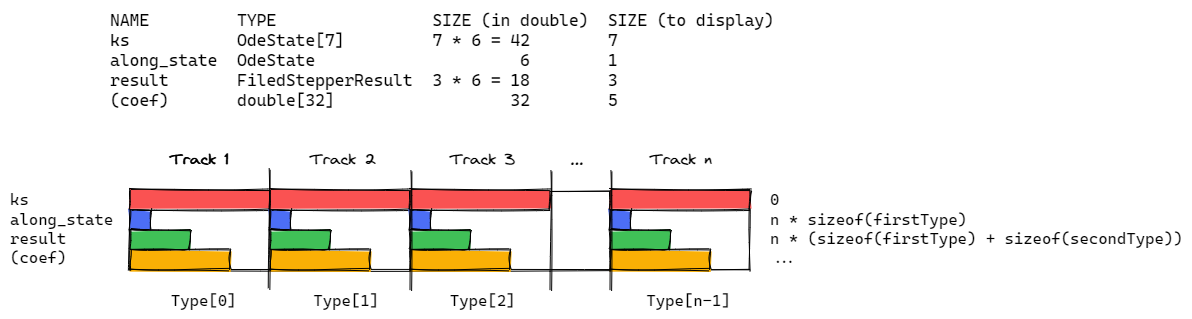 NAME TYPE SIZE (in double) SIZE (to display)
ks OdeState[7] 7 * 6 = 42 7
along_state OdeState 6 1
result FiledStepperResult 3 * 6 = 18 3
(coef) double[32] 32 5
Track 1 Track 2 Track 3 ... Track n
ks 0
along_state n * sizeof(firstType)
result n * (sizeof(firstType) + sizeof(secondType))
(coef) ...
Type[0] Type[1] Type[2] Type[n-1]